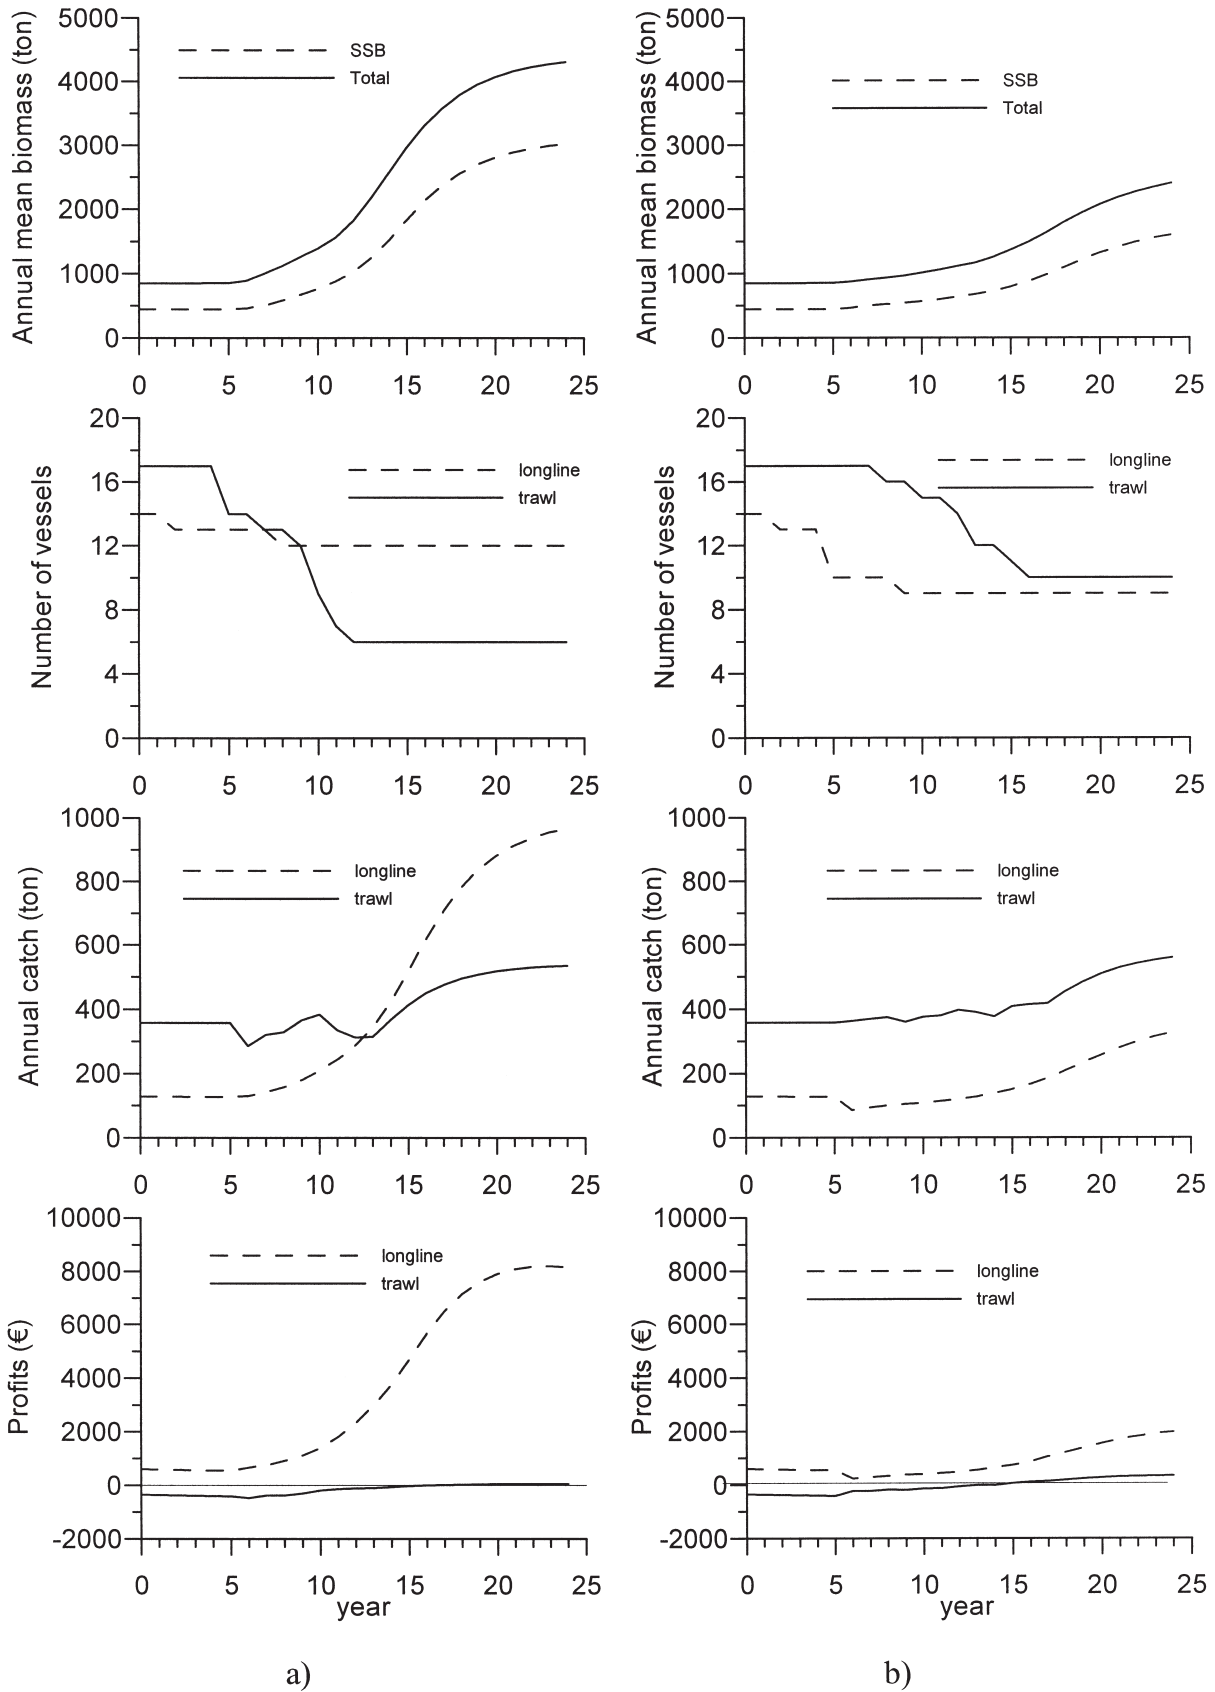 Annual mean biomass (ton)
5000
4000
3000
2000
1000
0
SSB
Total
0 5 10 15 20 25
Annual mean biomass (ton)
5000
4000
3000
2000
1000
0
SSB
Total
0 5 10 15 20 25
Number of vessels
20
16
12
8
4
0
longline
trawl
0 5 10 15 20 25
Number of vessels
20
16
12
8
4
0
longline
trawl
0 5 10 15 20 25
Annual catch (ton)
1000
800
600
400
200
0
longline
trawl
0 5 10 15 20 25
Annual catch (ton)
1000
800
600
400
200
0
longline
trawl
0 5 10 15 20 25
Profits (€)
10000
8000
6000
4000
2000
0
-2000
longline
trawl
0 5 10 15 20 25
year
Profits (€)
10000
8000
6000
4000
2000
0
-2000
longline
trawl
0 5 10 15 20 25
year
a)
b)